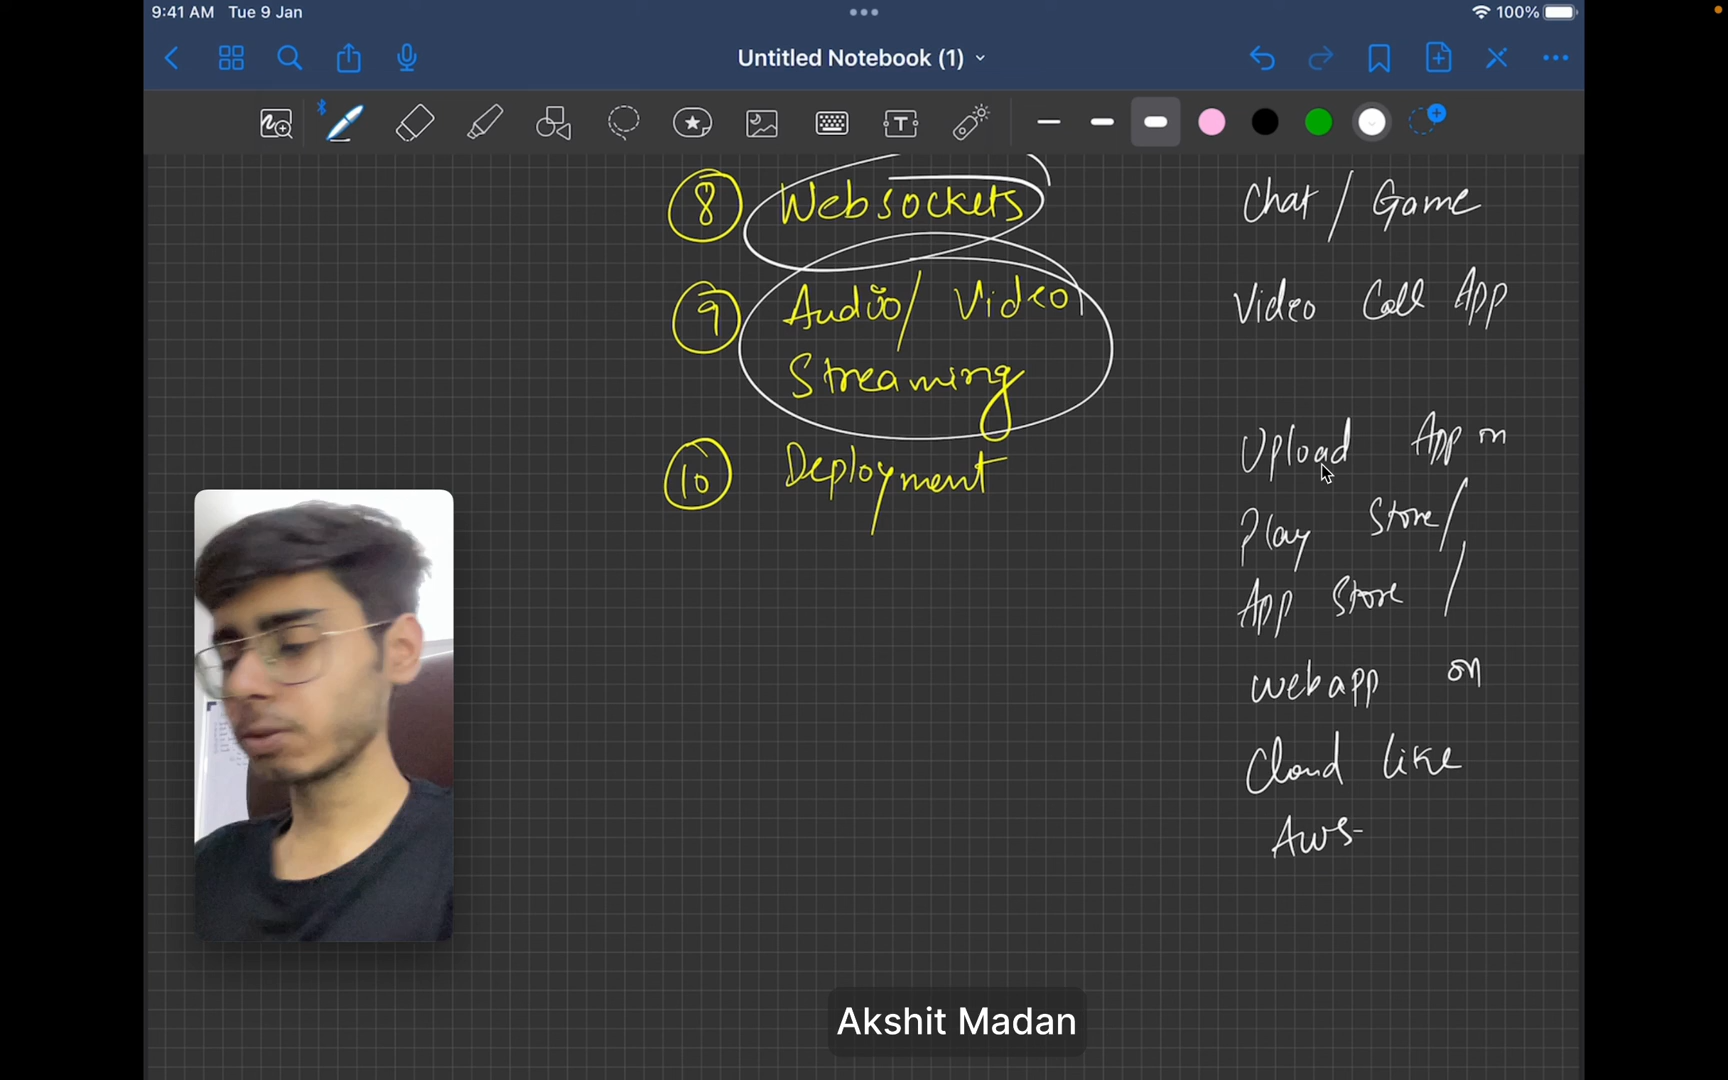 9:41 AM Tue 9 Jan
100%
Untitled Notebook (1)
T
8 Websockets Chat / Game
9 Audio / Video Video Call App
Streaming
10 Deployment Upload App on
Play Store /
App Store /
webapp on
Cloud like
AWS
Akshit Madan